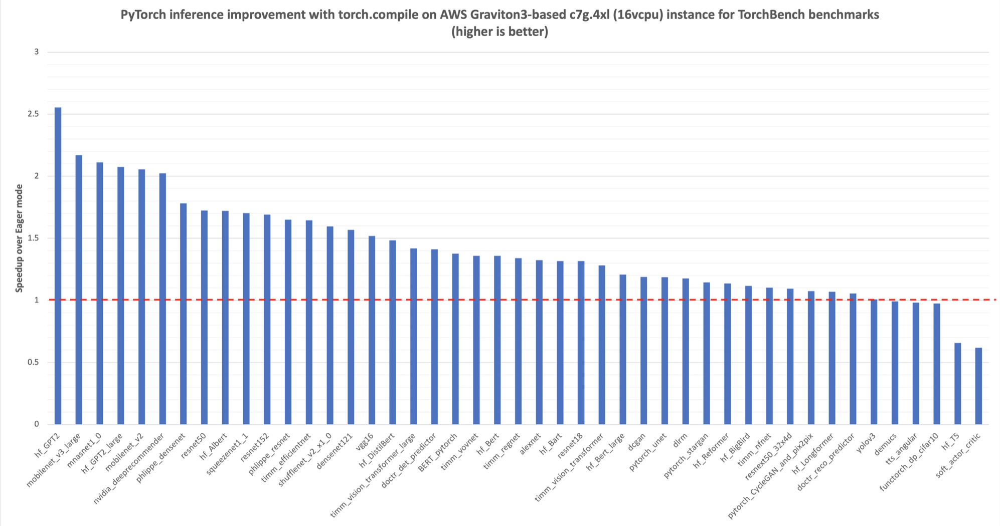 PyTorch inference improvement with torch.compile on AWS Graviton3-based c7g.4xl (16vcpu) instance for TorchBench benchmarks
(higher is better)
Speedup over Eager mode
3
2.5
2
1.5
1
0.5
0
hf_GPT2
mobilenet_v3_large
mnasnet1_0
hf_GPT2_large
mobilenet_v2
nvidia_deeprecommender
phlippe_densenet
resnet50
hf_Albert
squeezenet1_1
resnet152
phlippe_resnet
timm_efficientnet
shufflenet_v2_x1_0
densenet121
vgg16
hf_DistilBert
timm_vision_transformer_large
doctr_det_predictor
BERT_pytorch
timm_vovnet
hf_Bert
timm_regnet
alexnet
hf_Bart
resnet18
timm_vision_transformer
hf_Bert_large
dcgan
pytorch_unet
dlrm
pytorch_stargan
hf_Reformer
hf_BigBird
timm_nfnet
resnext50_32x4d
pytorch_CycleGAN_and_pix2pix
hf_Longformer
doctr_reco_predictor
yolov3
demucs
tts_angular
functorch_dp_cifar10
hf_T5
soft_actor_critic